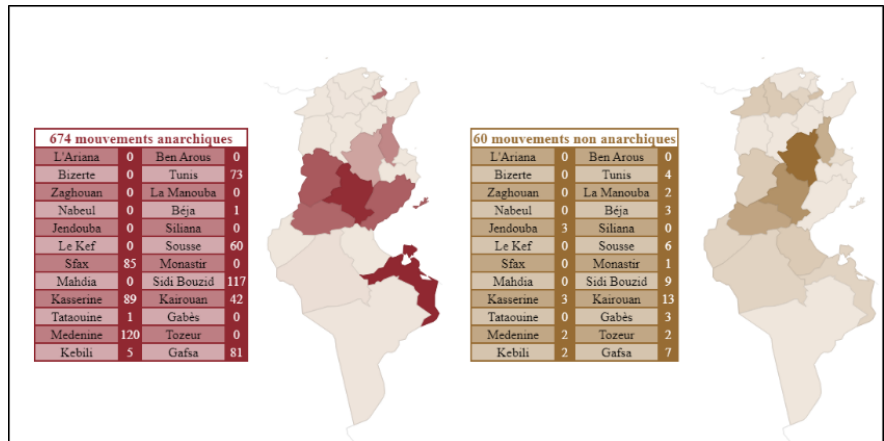 674 mouvements anarchiques
L'Ariana 0 Ben Arous 0
Bizerte 0 Tunis 73
Zaghouan 0 La Manouba 0
Nabeul 0 Béja 1
Jendouba 0 Siliana 0
Le Kef 0 Sousse 60
Sfax 85 Monastir 0
Mahdia 0 Sidi Bouzid 117
Kasserine 89 Kairouan 42
Tataouine 1 Gabès 0
Medenine 120 Tozeur 0
Kebili 5 Gafsa 81
60 mouvements non anarchiques
L'Ariana 0 Ben Arous 0
Bizerte 0 Tunis 4
Zaghouan 0 La Manouba 2
Nabeul 0 Béja 3
Jendouba 3 Siliana 0
Le Kef 0 Sousse 6
Sfax 0 Monastir 1
Mahdia 0 Sidi Bouzid 9
Kasserine 3 Kairouan 13
Tataouine 0 Gabès 3
Medenine 2 Tozeur 2
Kebili 2 Gafsa 7